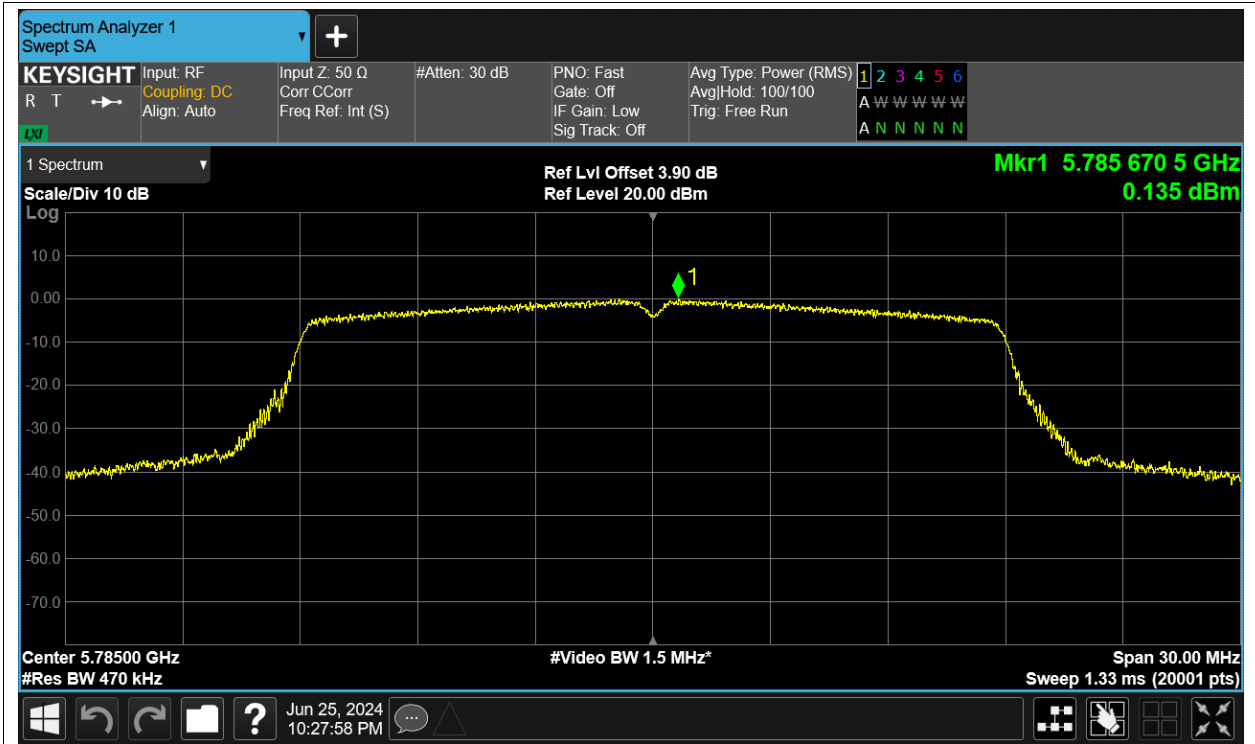 Spectrum Analyzer 1
Swept SA
KEYSIGHT
R T
LXI
Input: RF
Coupling: DC
Align: Auto
Input Z: 50 Ω
Corr CCorr
Freq Ref: Int (S)
#Atten: 30 dB
PNO: Fast
Gate: Off
IF Gain: Low
Sig Track: Off
Avg Type: Power (RMS)
Avg|Hold: 100/100
Trig: Free Run
1 2 3 4 5 6
A W W W W W
A N N N N N
1 Spectrum
Scale/Div 10 dB
Log
Ref Lvl Offset 3.90 dB
Ref Level 20.00 dBm
Mkr1 5.785 670 5 GHz
0.135 dBm
1
10.0
0.00
-10.0
-20.0
-30.0
-40.0
-50.0
-60.0
-70.0
Center 5.78500 GHz
#Res BW 470 kHz
#Video BW 1.5 MHz*
Span 30.00 MHz
Sweep 1.33 ms (20001 pts)
?
Jun 25, 2024
10:27:58 PM